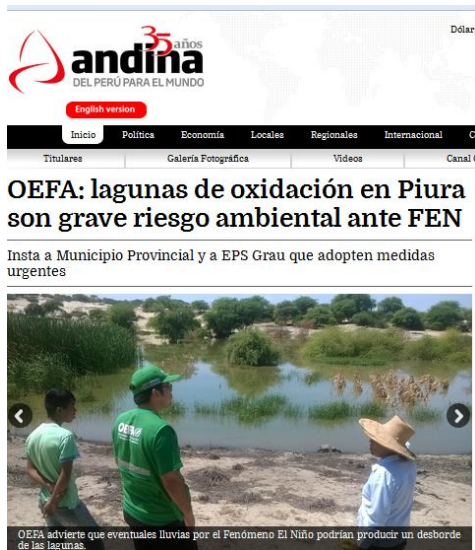 35 años
andina
DEL PERÚ PARA EL MUNDO
Dólar
English version
Inicio Política Economía Locales Regionales Internacional
Titulares Galería Fotográfica Videos Canal
OEFA: lagunas de oxidación en Piura
son grave riesgo ambiental ante FEN
Insta a Municipio Provincial y a EPS Grau que adopten medidas
urgentes
OEFA
OEFA advierte que eventuales lluvias por el Fenómeno El Niño podrían producir un desborde
de las lagunas.